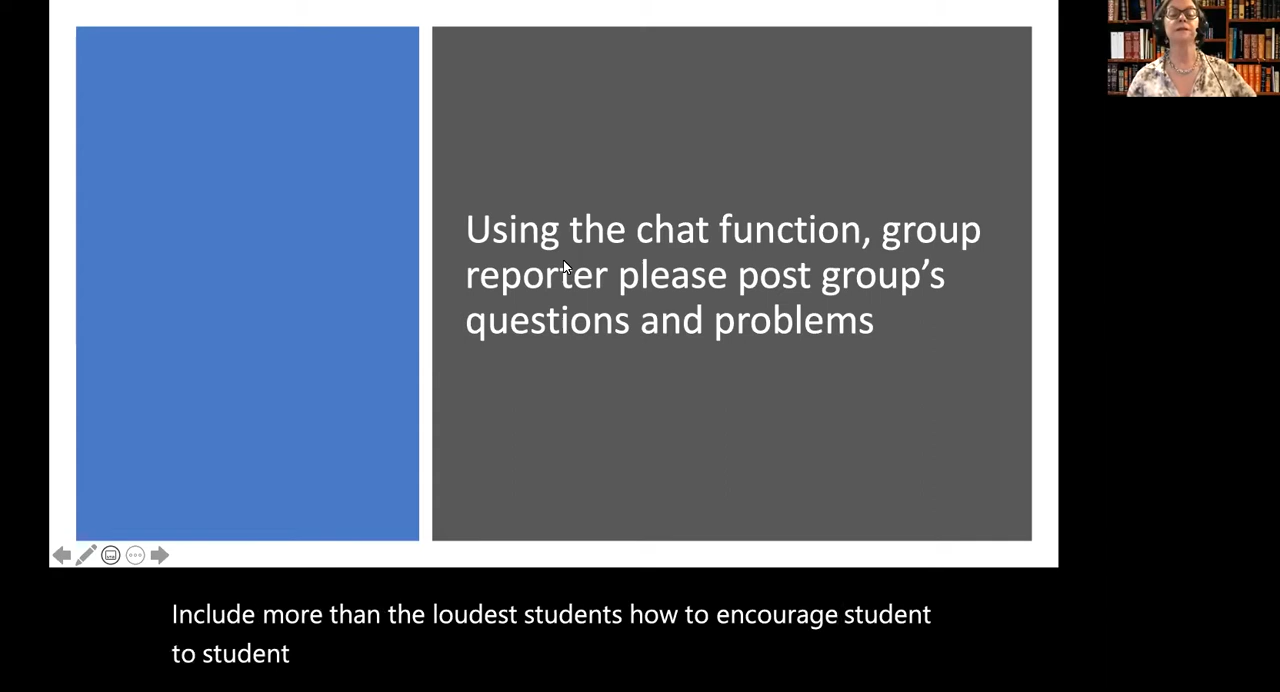 Using the chat function, group
reporter please post group’s
questions and problems
Include more than the loudest students how to encourage student
to student